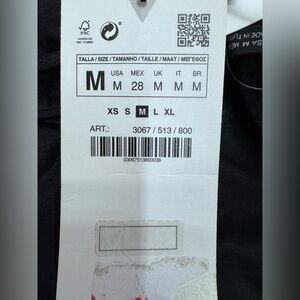 FSC
TALLA / SIZE / TAMANHO / TAILLE / MAAT / ΜΕΓΕΘΟΣ
M
USA MEX UK IT BR
M 28 M M M
XS S M L XL
ART.: 3067 / 513 / 800
03067513800036